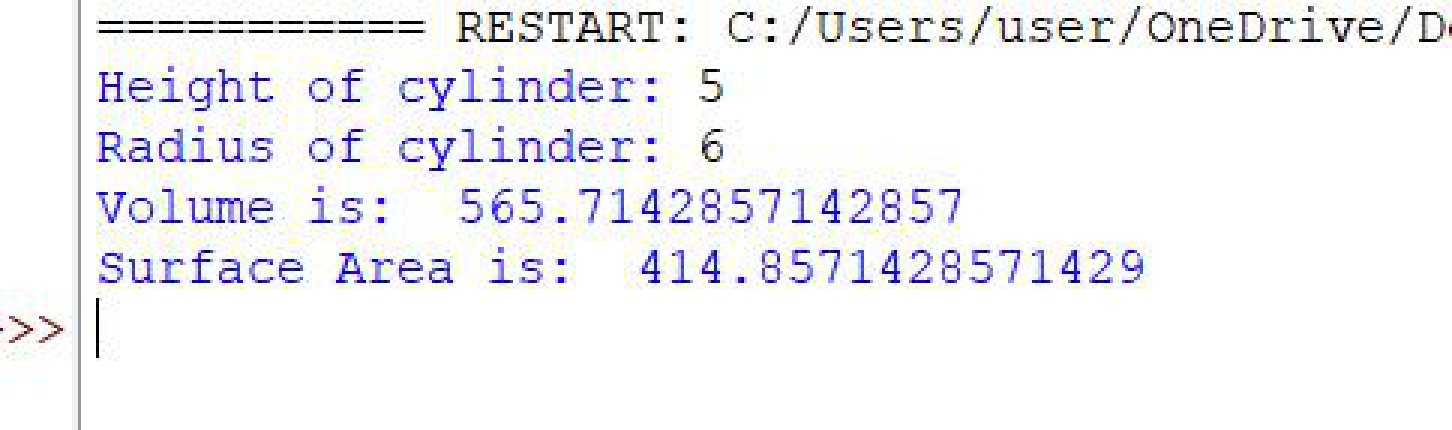 =========== RESTART: C:/Users/user/OneDrive/D
Height of cylinder: 5
Radius of cylinder: 6
Volume is:  565.7142857142857
Surface Area is:  414.8571428571429
>>>